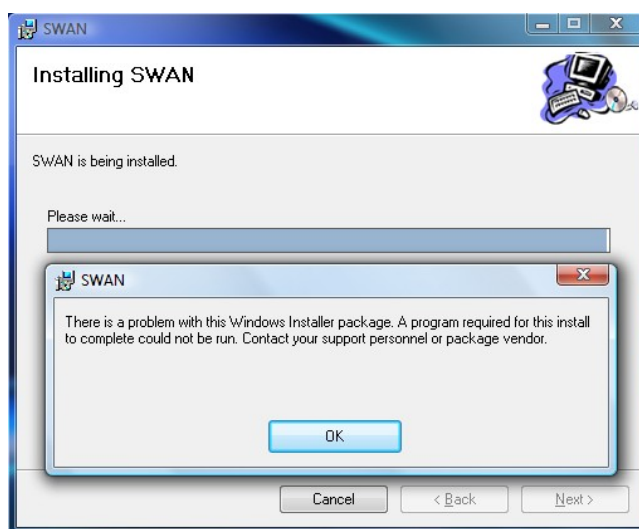 SWAN
Installing SWAN
SWAN is being installed.
Please wait...
SWAN
There is a problem with this Windows Installer package. A program required for this install
to complete could not be run. Contact your support personnel or package vendor.
OK
Cancel
< Back
Next >